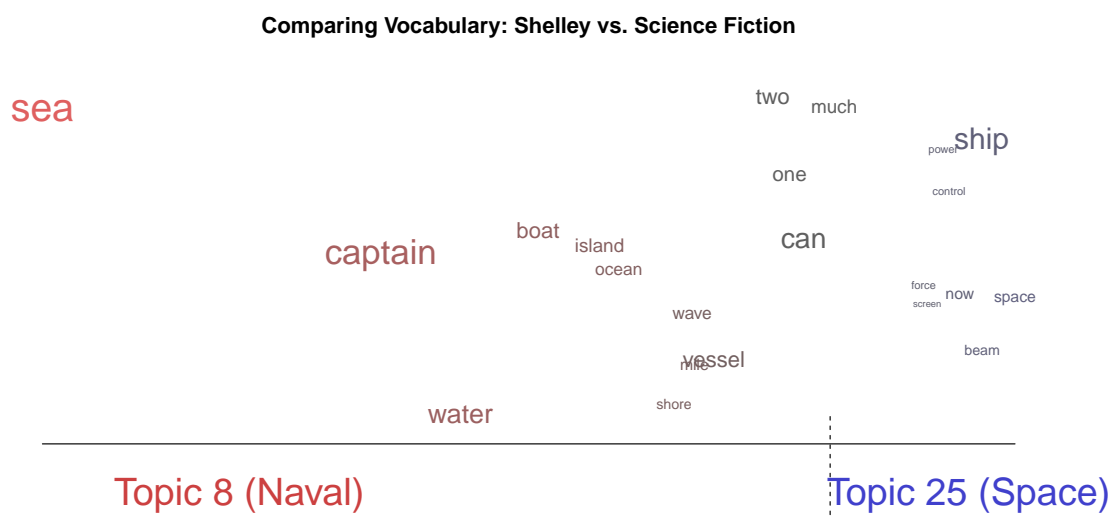 Comparing Vocabulary: Shelley vs. Science Fiction
sea
two
much
ship
power
one
control
boat
can
captain
island
ocean
force
now
space
screen
wave
beam
vessel
mile
shore
water
Topic 8 (Naval)
Topic 25 (Space)